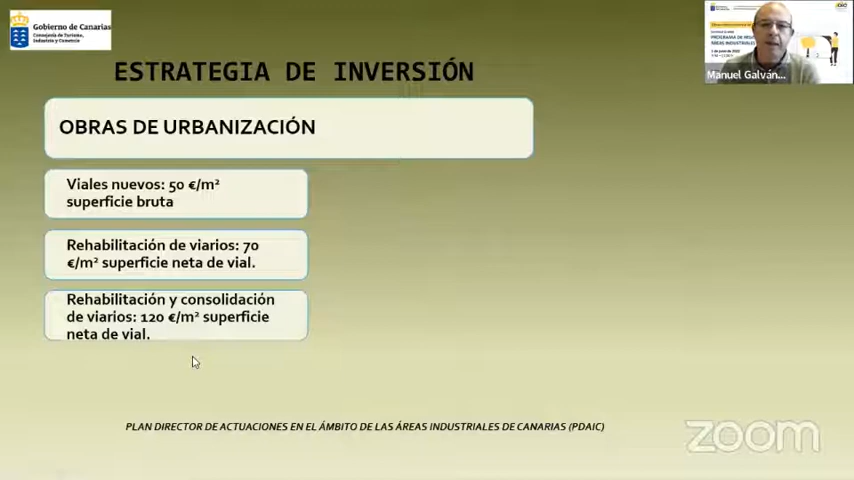 Gobierno de Canarias
Consejería de Turismo,
Industria y Comercio
ESTRATEGIA DE INVERSIÓN
Manuel Galván...
OBRAS DE URBANIZACIÓN
Viales nuevos: 50 €/m²
superficie bruta
Rehabilitación de viarios: 70
€/m² superficie neta de vial.
Rehabilitación y consolidación
de viarios: 120 €/m² superficie
neta de vial.
PLAN DIRECTOR DE ACTUACIONES EN EL ÁMBITO DE LAS ÁREAS INDUSTRIALES DE CANARIAS (PDAIC)
zoom